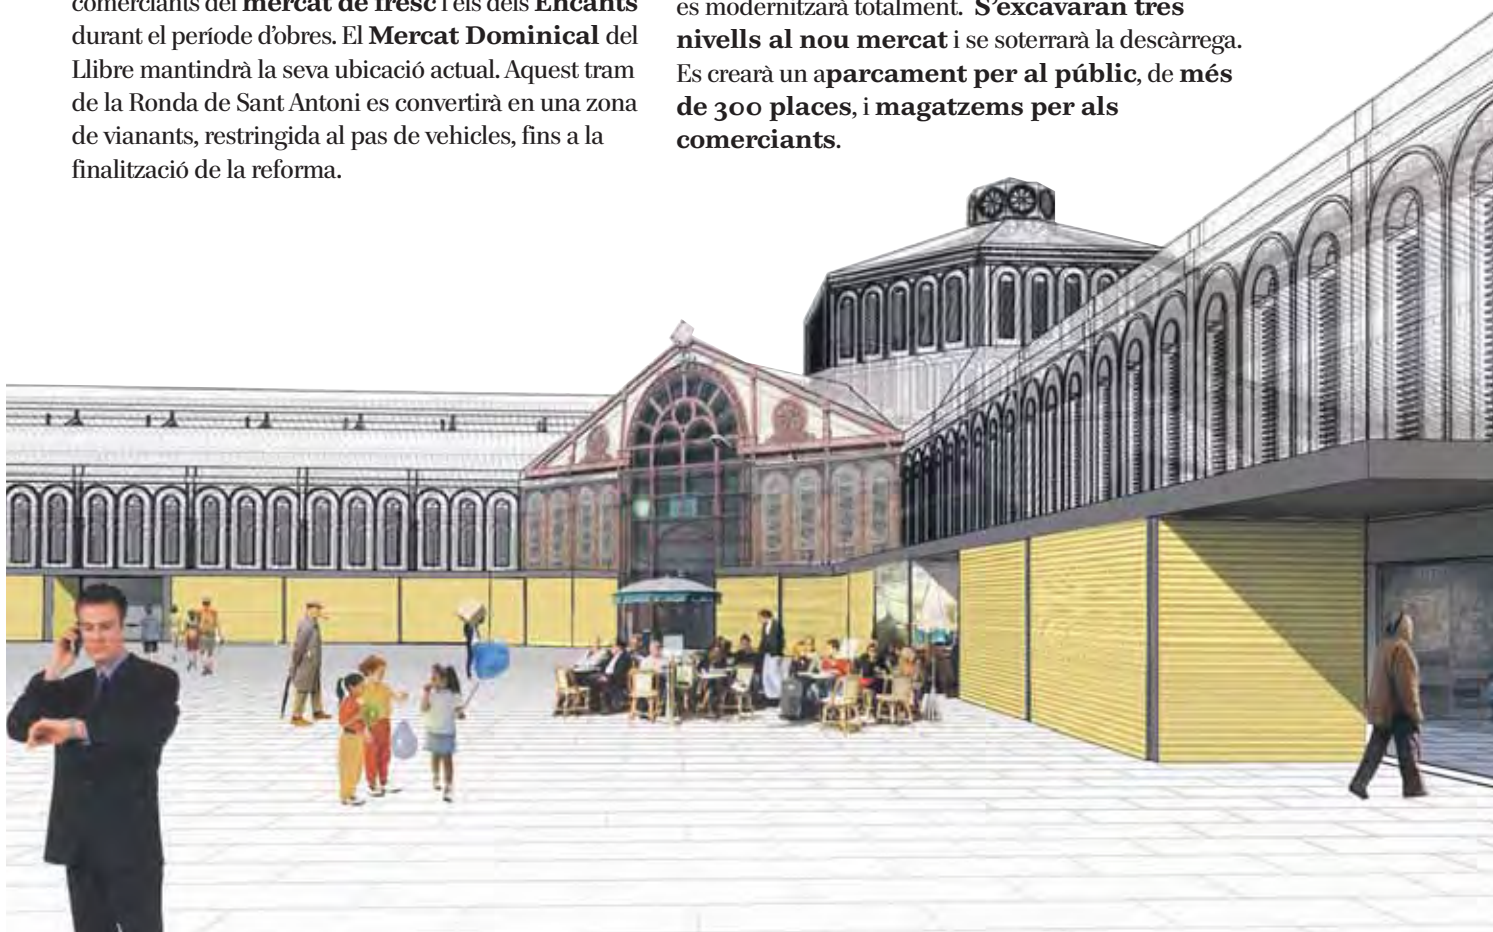 comerciants del mercat de fresc i els dels Encants
durant el període d’obres. El Mercat Dominical del
Llibre mantindrà la seva ubicació actual. Aquest tram
de la Ronda de Sant Antoni es convertirà en una zona
de vianants, restringida al pas de vehicles, fins a la
finalització de la reforma.
es modernitzarà totalment. S’excavaran tres
nivells al nou mercat i se soterrarà la descàrrega.
Es crearà un aparcament per al públic, de més
de 300 places, i magatzems per als
comerciants.